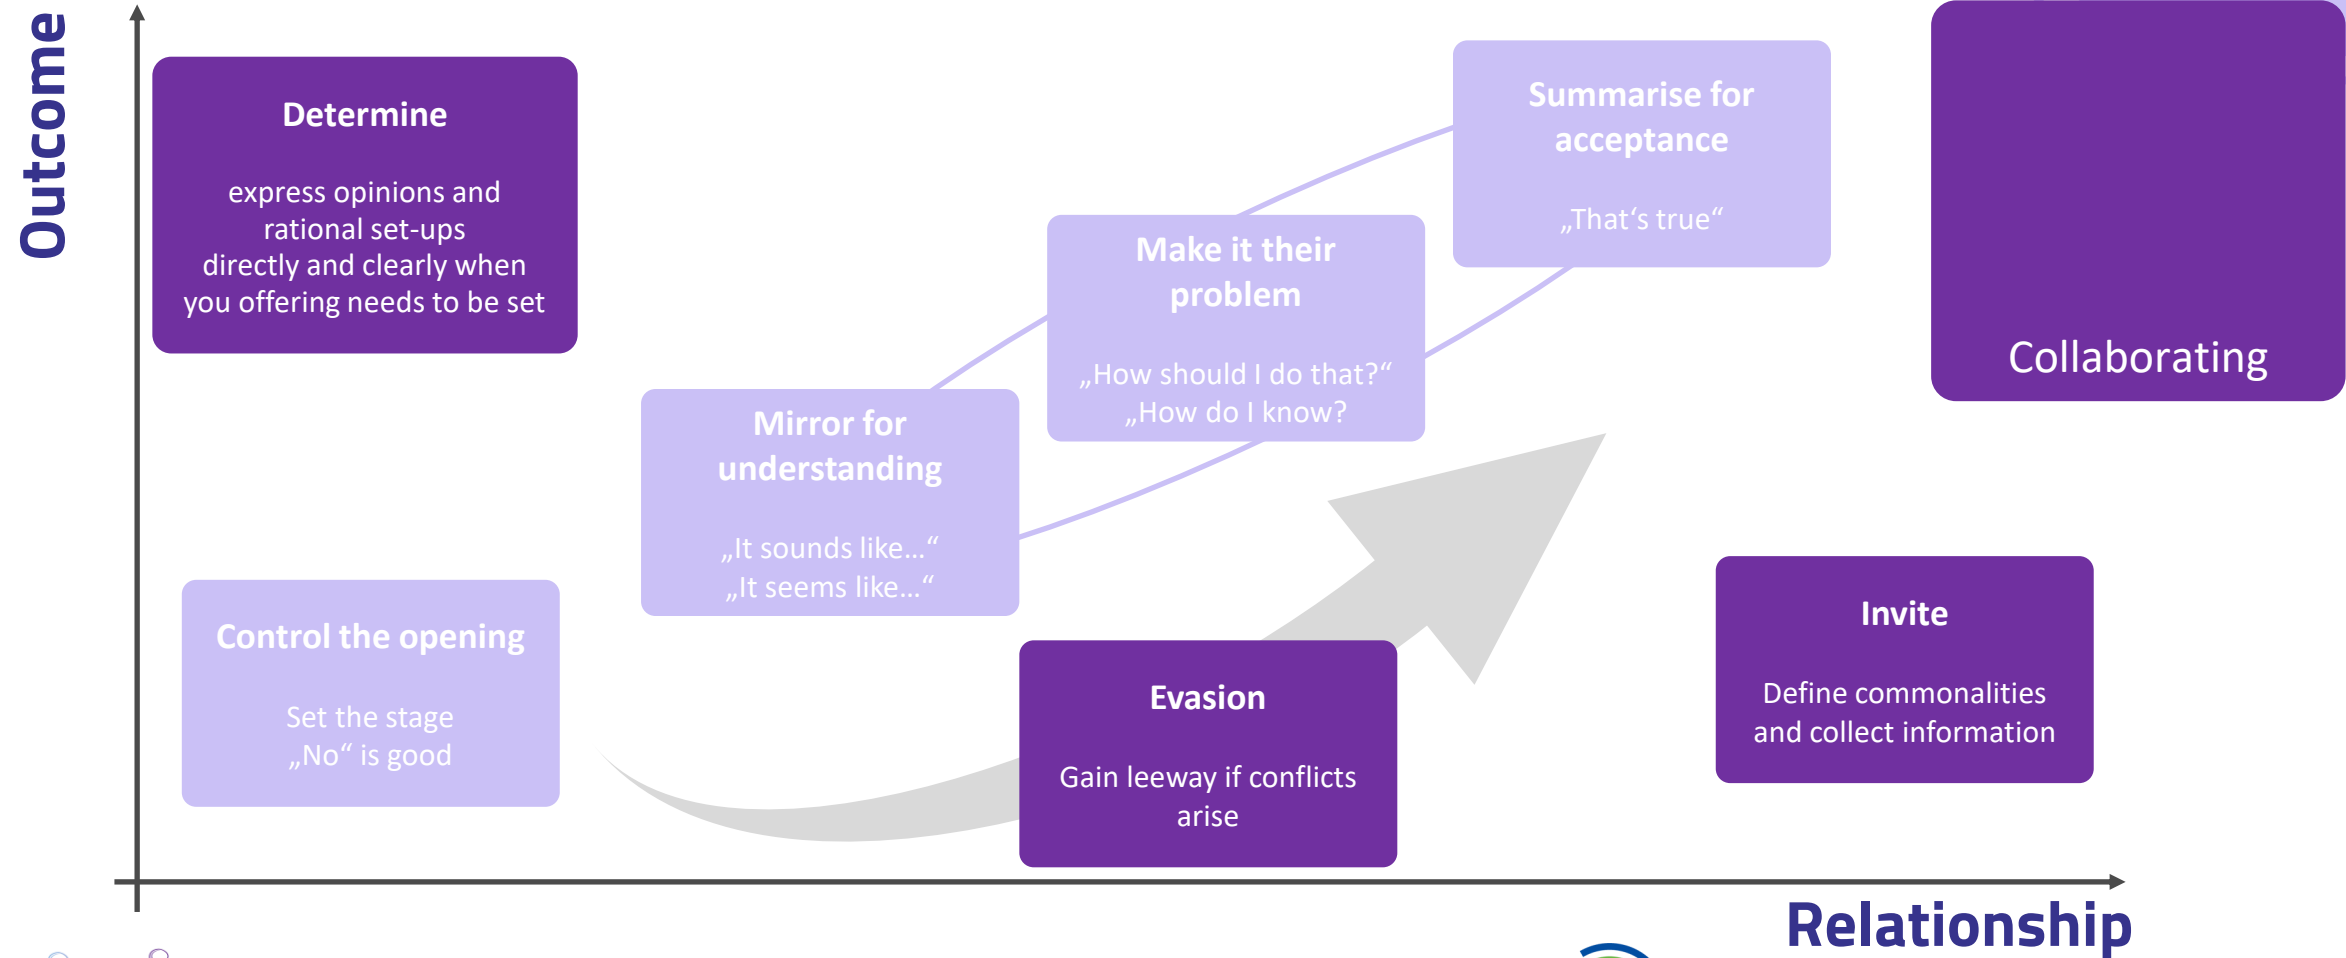 Outcome
Determine
express opinions and
rational set-ups
directly and clearly when
you offering needs to be set
Control the opening
Set the stage
„No“ is good
Mirror for
understanding
„It sounds like...“
„It seems like...“
Make it their
problem
„How should I do that?“
„How do I know?
Summarise for
acceptance
„That‘s true“
Collaborating
Evasion
Gain leeway if conflicts
arise
Invite
Define commonalities
and collect information
Relationship